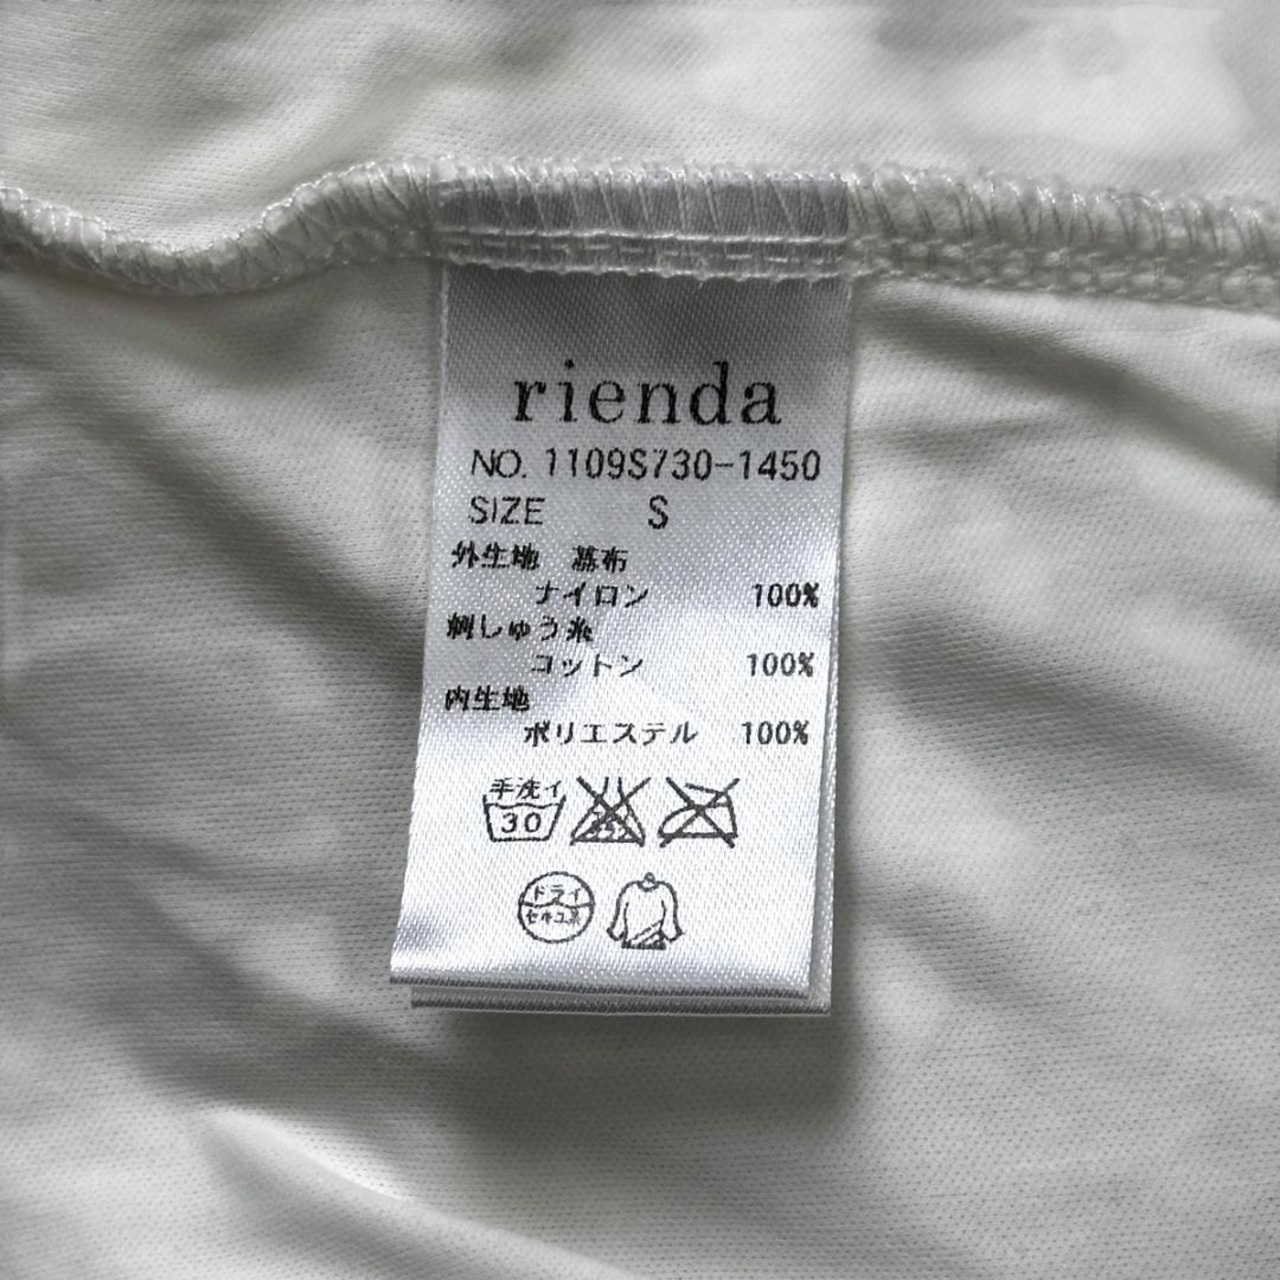 rienda
NO. 1109S730-1450
SIZE S
外生地 基布
ナイロン 100%
刺しゅう糸
コットン 100%
内生地
ポリエステル 100%
手洗イ
30
ドライ
セキユ系